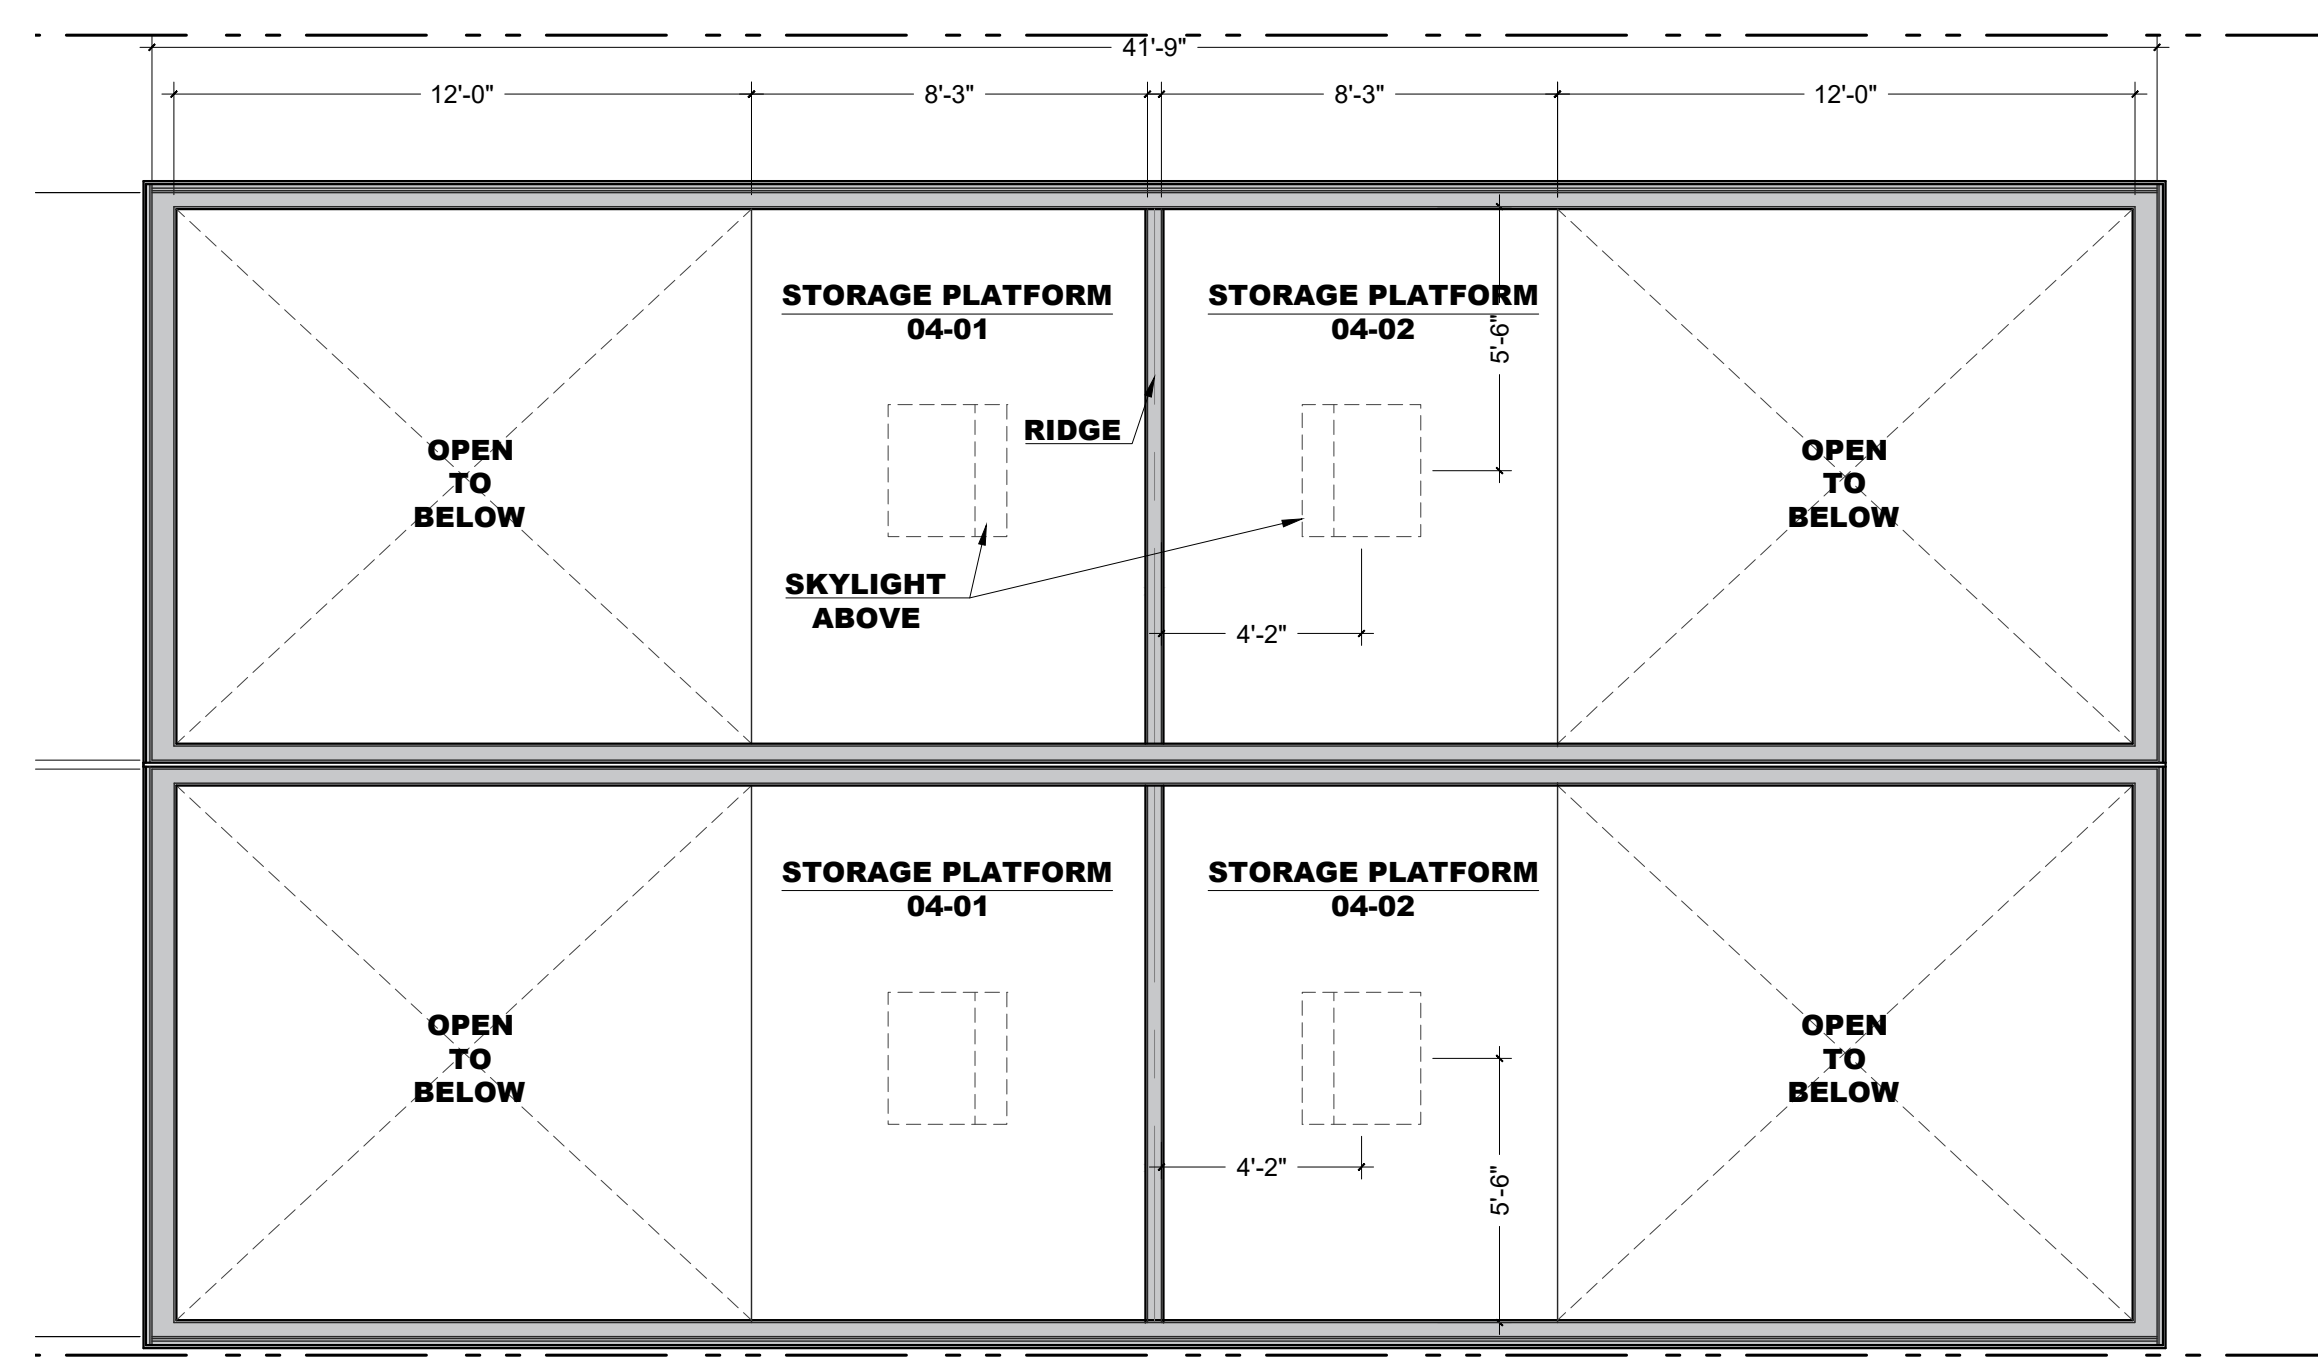 41'-9"
12'-0"
8'-3"
8'-3"
12'-0"
STORAGE PLATFORM
04-01
STORAGE PLATFORM
04-02
5'-6"
RIDGE
OPEN
TO
BELOW
OPEN
TO
BELOW
SKYLIGHT
ABOVE
4'-2"
STORAGE PLATFORM
04-01
STORAGE PLATFORM
04-02
OPEN
TO
BELOW
OPEN
TO
BELOW
4'-2"
5'-6"